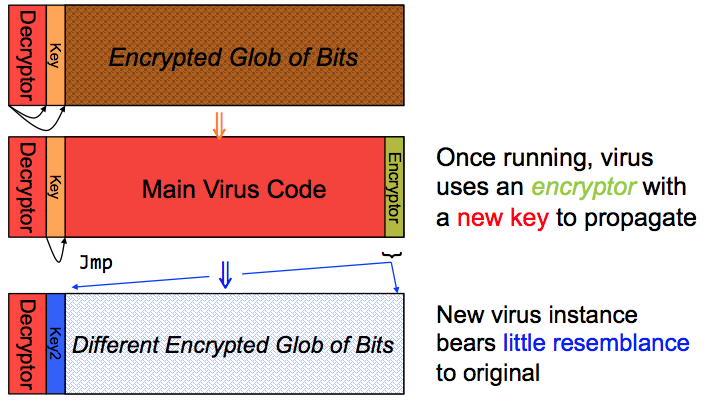 Decryptor
Key
Encrypted Glob of Bits
⇓
Decryptor
Key
Main Virus Code
Encryptor
Once running, virus
uses an encryptor with
a new key to propagate
}
Jmp
⇓
Decryptor
Key2
Different Encrypted Glob of Bits
New virus instance
bears little resemblance
to original